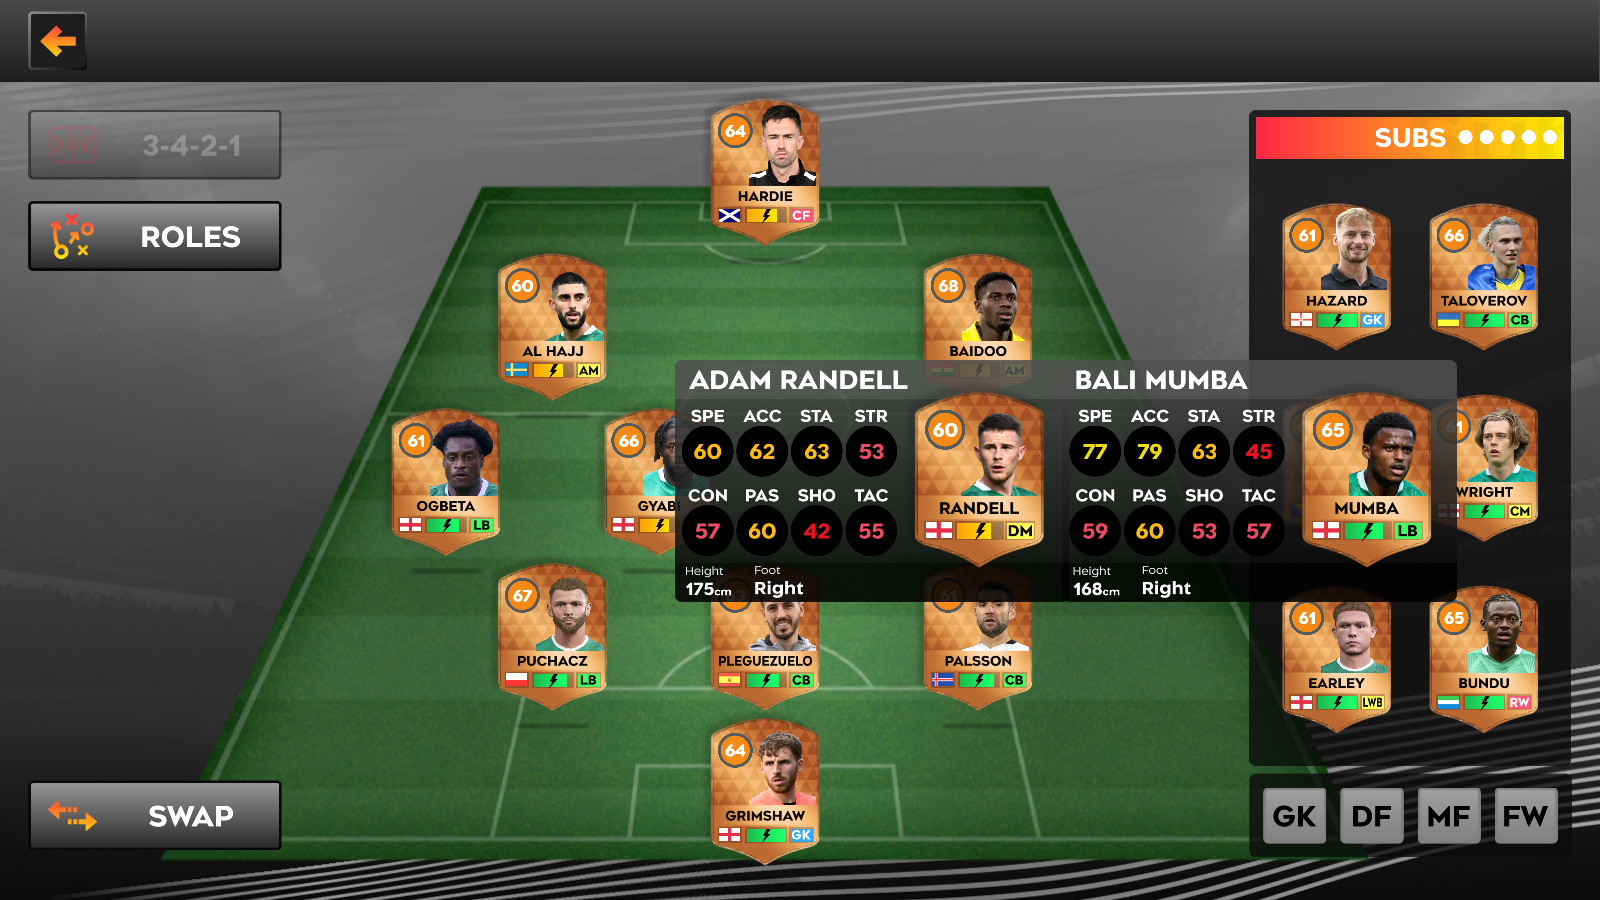 3-4-2-1
ROLES
SWAP
64
HARDIE
CF
60
AL HAJJ
AM
68
BAIDOO
AM
61
OGBETA
LB
66
GYABI
ADAM RANDELL
SPE ACC STA STR
60 62 63 53
CON PAS SHO TAC
57 60 42 55
Height Foot
175cm Right
60
RANDELL
DM
BALI MUMBA
SPE ACC STA STR
77 79 63 45
CON PAS SHO TAC
59 60 53 57
Height Foot
168cm Right
65
MUMBA
LB
67
PUCHACZ
LB
PLEGUEZUELO
CB
61
PALSSON
CB
64
GRIMSHAW
GK
SUBS
61
HAZARD
GK
66
TALOVEROV
CB
61
WRIGHT
CM
61
EARLEY
LWB
65
BUNDU
RW
GK DF MF FW